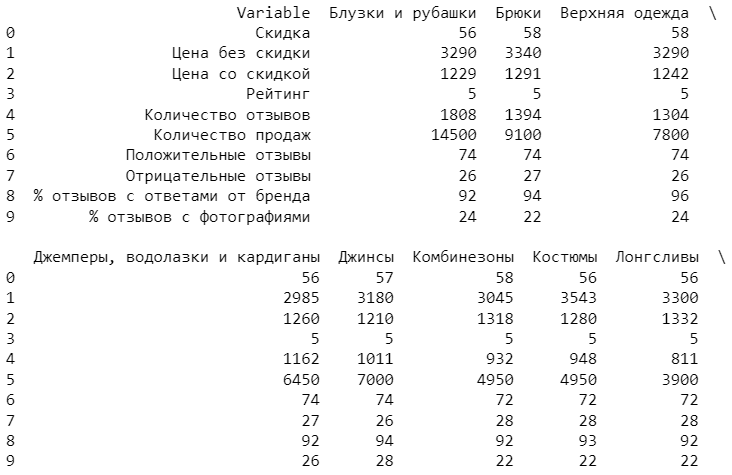 Variable Блузки и рубашки Брюки Верхняя одежда \
0 Скидка 56 58 58
1 Цена без скидки 3290 3340 3290
2 Цена со скидкой 1229 1291 1242
3 Рейтинг 5 5 5
4 Количество отзывов 1808 1394 1304
5 Количество продаж 14500 9100 7800
6 Положительные отзывы 74 74 74
7 Отрицательные отзывы 26 27 26
8 % отзывов с ответами от бренда 92 94 96
9 % отзывов с фотографиями 24 22 24
Джемперы, водолазки и кардиганы Джинсы Комбинезоны Костюмы Лонгсливы \
0 56 57 58 56 56
1 2985 3180 3045 3543 3300
2 1260 1210 1318 1280 1332
3 5 5 5 5 5
4 1162 1011 932 948 811
5 6450 7000 4950 4950 3900
6 74 74 72 72 72
7 27 26 28 28 28
8 92 94 92 93 92
9 26 28 22 22 22